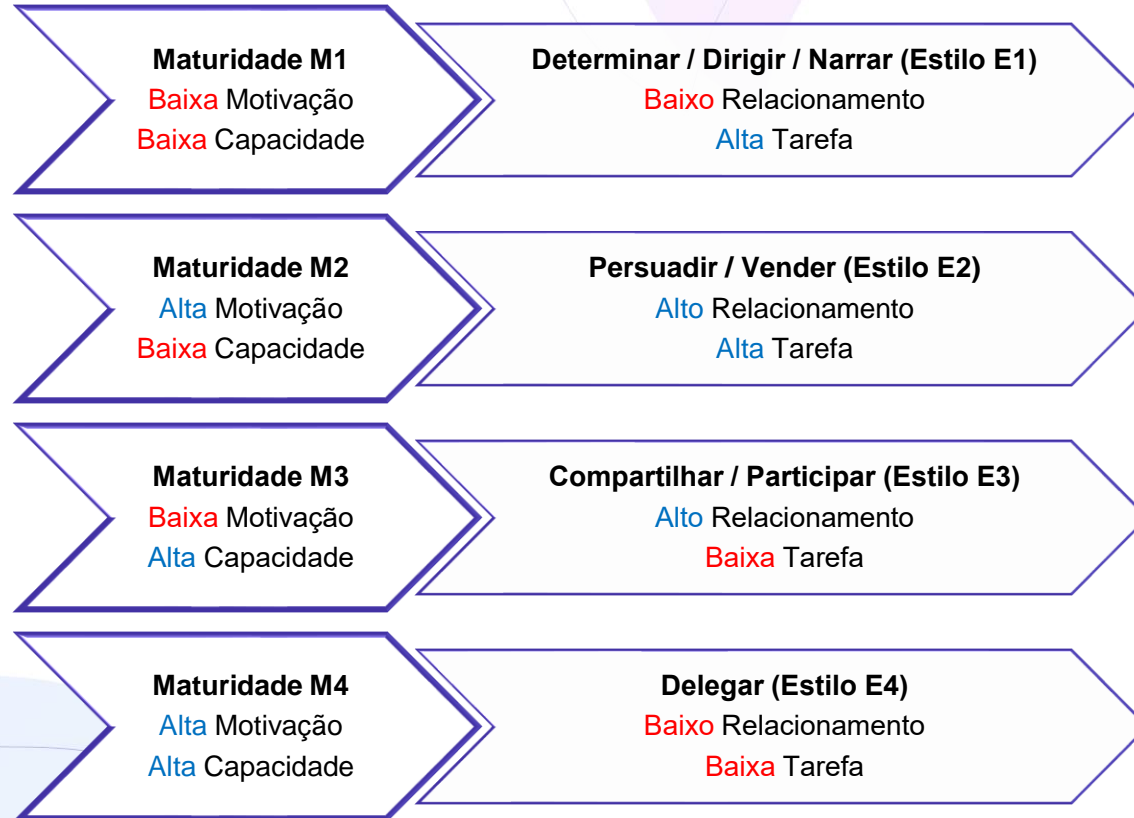 Maturidade M1
Baixa Motivação
Baixa Capacidade
Determinar / Dirigir / Narrar (Estilo E1)
Baixo Relacionamento
Alta Tarefa
Maturidade M2
Alta Motivação
Baixa Capacidade
Persuadir / Vender (Estilo E2)
Alto Relacionamento
Alta Tarefa
Maturidade M3
Baixa Motivação
Alta Capacidade
Compartilhar / Participar (Estilo E3)
Alto Relacionamento
Baixa Tarefa
Maturidade M4
Alta Motivação
Alta Capacidade
Delegar (Estilo E4)
Baixo Relacionamento
Baixa Tarefa